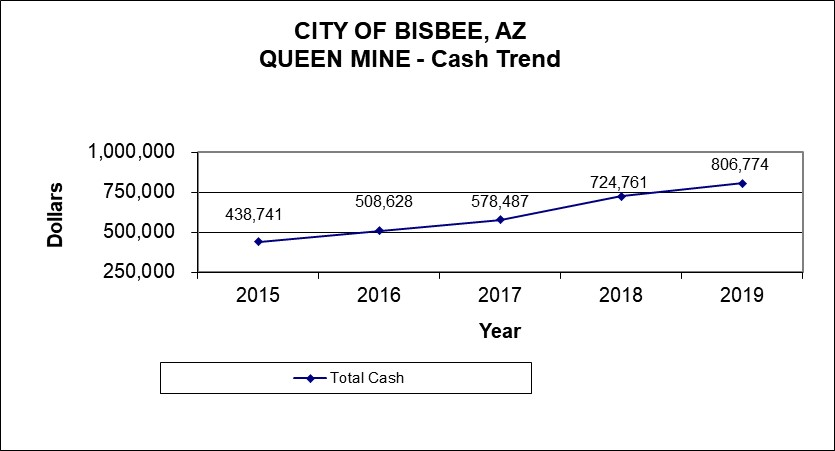 CITY OF BISBEE, AZ
QUEEN MINE - Cash Trend
1,000,000
750,000
500,000
250,000
Dollars
438,741
508,628
578,487
724,761
806,774
2015 2016 2017 2018 2019
Year
Total Cash